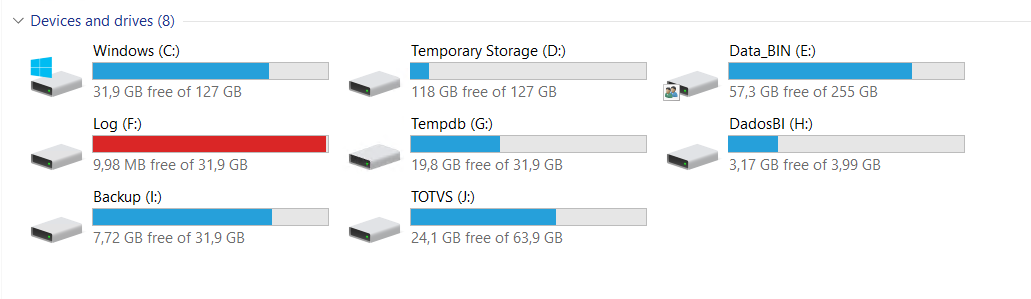 Devices and drives (8)
Windows (C:)
31,9 GB free of 127 GB
Temporary Storage (D:)
118 GB free of 127 GB
Data_BIN (E:)
57,3 GB free of 255 GB
Log (F:)
9,98 MB free of 31,9 GB
Tempdb (G:)
19,8 GB free of 31,9 GB
DadosBI (H:)
3,17 GB free of 3,99 GB
Backup (I:)
7,72 GB free of 31,9 GB
TOTVS (J:)
24,1 GB free of 63,9 GB